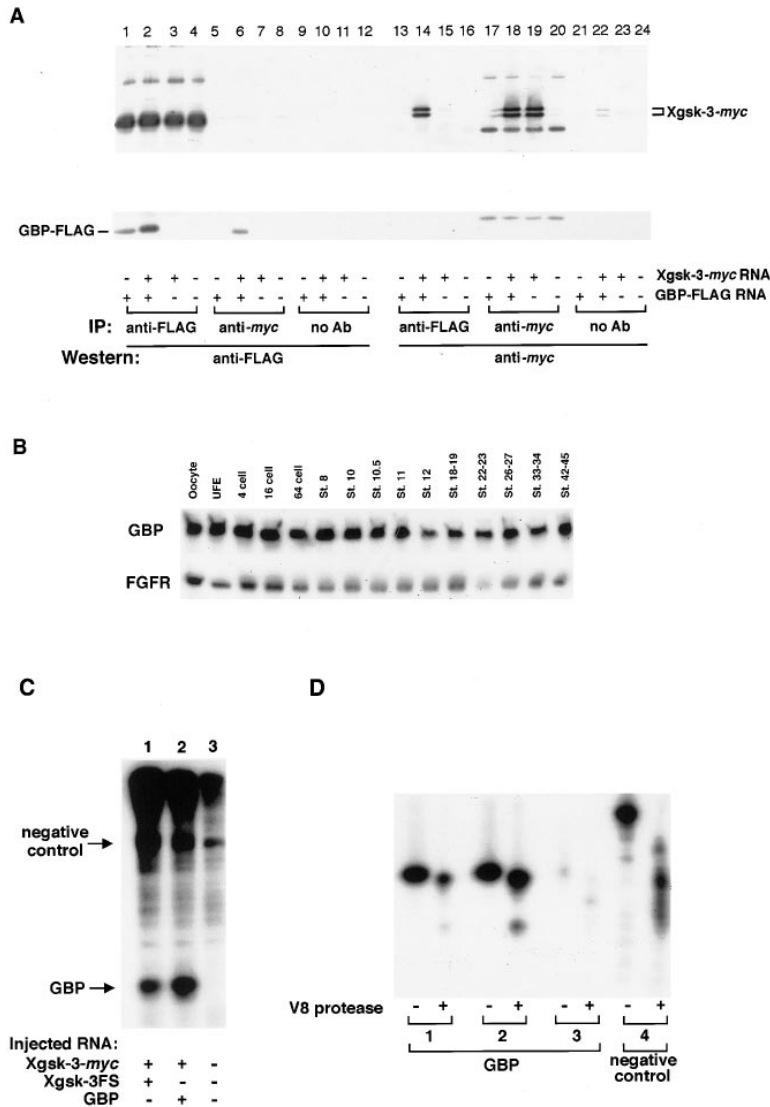 A
1 2 3 4 5 6 7 8 9 10 11 12 13 14 15 16 17 18 19 20 21 22 23 24
Xgsk-3-myc
GBP-FLAG
- + + - - + + - - + + - - + + - - + + - - + + - Xgsk-3-myc RNA
+ + - - + + - - + + - - + + - - + + - - + + - - GBP-FLAG RNA
IP: anti-FLAG anti-myc no Ab anti-FLAG anti-myc no Ab
Western: anti-FLAG anti-myc
B
Oocyte UFE 4 cell 16 cell 64 cell St. 8 St. 10 St. 10.5 St. 11 St. 12 St. 18-19 St. 22-23 St. 26-27 St. 33-34 St. 42-45
GBP
FGFR
C
1 2 3
negative
control
GBP
Injected RNA:
Xgsk-3-myc + + -
Xgsk-3FS + - -
GBP - + -
D
V8 protease - + - + - + - +
1 2 3 4
GBP negative
control